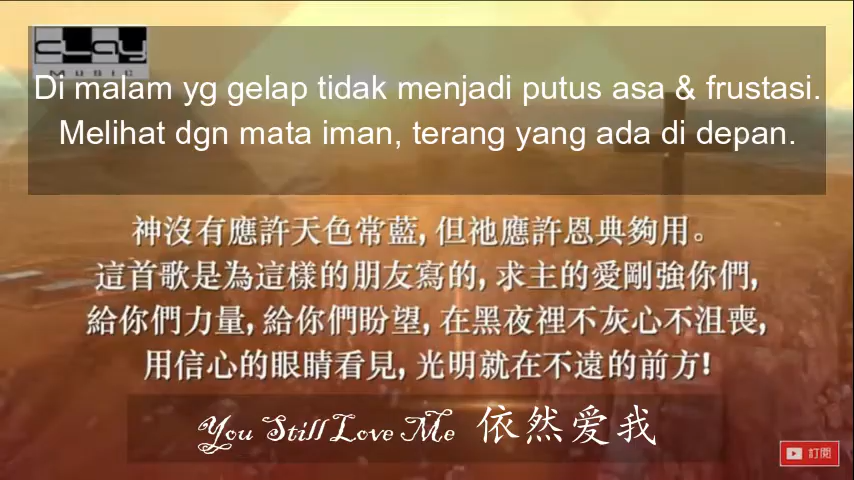 CLAY
MUSIC
Di malam yg gelap tidak menjadi putus asa & frustasi.
Melihat dgn mata iman, terang yang ada di depan.
神沒有應許天色常藍, 但祂應許恩典夠用。
這首歌是為這樣的朋友寫的, 求主的愛剛強你們,
給你們力量, 給你們盼望, 在黑夜裡不灰心不沮喪,
用信心的眼睛看見, 光明就在不遠的前方!
You Still Love Me 依然爱我
訂閱